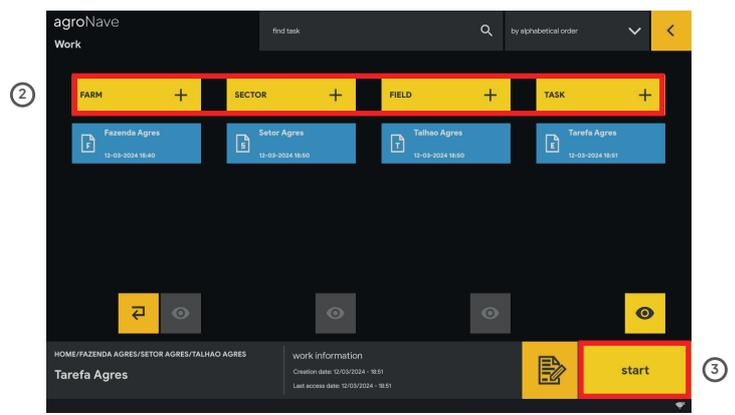 agroNave
Work
find task
by alphabetical order
2
FARM + SECTOR + FIELD + TASK +
F Fazenda Agres
12-03-2024 18:40
S Setor Agres
12-03-2024 18:50
T Talhao Agres
12-03-2024 18:50
E Tarefa Agres
12-03-2024 18:51
HOME/FAZENDA AGRES/SETOR AGRES/TALHAO AGRES
Tarefa Agres
work information
Creation date: 12/03/2024 - 18:51
Last access date: 12/03/2024 - 18:51
start
3